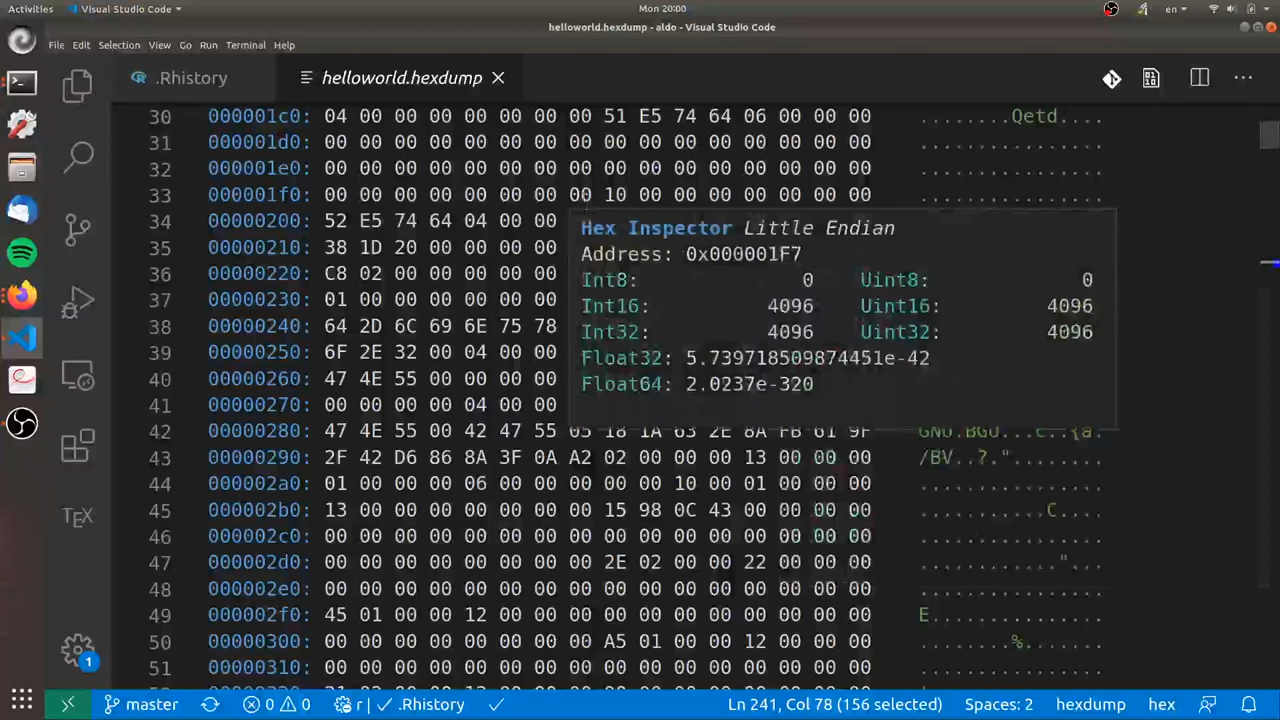 Activities Visual Studio Code Mon 20:00 en
helloworld.hexdump - aldo - Visual Studio Code
File Edit Selection View Go Run Terminal Help
.Rhistory helloworld.hexdump
30 000001c0: 04 00 00 00 00 00 00 00 51 E5 74 64 06 00 00 00 ........Qetd....
31 000001d0: 00 00 00 00 00 00 00 00 00 00 00 00 00 00 00 00 ................
32 000001e0: 00 00 00 00 00 00 00 00 00 00 00 00 00 00 00 00 ................
33 000001f0: 00 00 00 00 00 00 00 00 10 00 00 00 00 00 00 00 ................
34 00000200: 52 E5 74 64 04 00 00
35 00000210: 38 1D 20 00 00 00 00
36 00000220: C8 02 00 00 00 00 00
37 00000230: 01 00 00 00 00 00 00
38 00000240: 64 2D 6C 69 6E 75 78
39 00000250: 6F 2E 32 00 04 00 00
40 00000260: 47 4E 55 00 00 00 00
41 00000270: 00 00 00 00 04 00 00
Hex Inspector Little Endian
Address: 0x000001F7
Int8: 0 Uint8: 0
Int16: 4096 Uint16: 4096
Int32: 4096 Uint32: 4096
Float32: 5.739718509874451e-42
Float64: 2.0237e-320
42 00000280: 47 4E 55 00 42 47 55 05 18 1A 63 2E 8A FB 61 9F GNU.BGU...c..{a.
43 00000290: 2F 42 D6 86 8A 3F 0A A2 02 00 00 00 13 00 00 00 /BV..?."........
44 000002a0: 01 00 00 00 06 00 00 00 00 00 10 00 01 00 00 00 ................
45 000002b0: 13 00 00 00 00 00 00 00 15 98 0C 43 00 00 00 00 ...........C....
46 000002c0: 00 00 00 00 00 00 00 00 00 00 00 00 00 00 00 00 ................
47 000002d0: 00 00 00 00 00 00 00 00 2E 02 00 00 22 00 00 00 ............"...
48 000002e0: 00 00 00 00 00 00 00 00 00 00 00 00 00 00 00 00 ................
49 000002f0: 45 01 00 00 12 00 00 00 00 00 00 00 00 00 00 00 E...............
50 00000300: 00 00 00 00 00 00 00 00 A5 01 00 00 12 00 00 00 ........%.......
51 00000310: 00 00 00 00 00 00 00 00 00 00 00 00 00 00 00 00 ................
TEX
1
master 0 0 r .Rhistory Ln 241, Col 78 (156 selected) Spaces: 2 hexdump hex